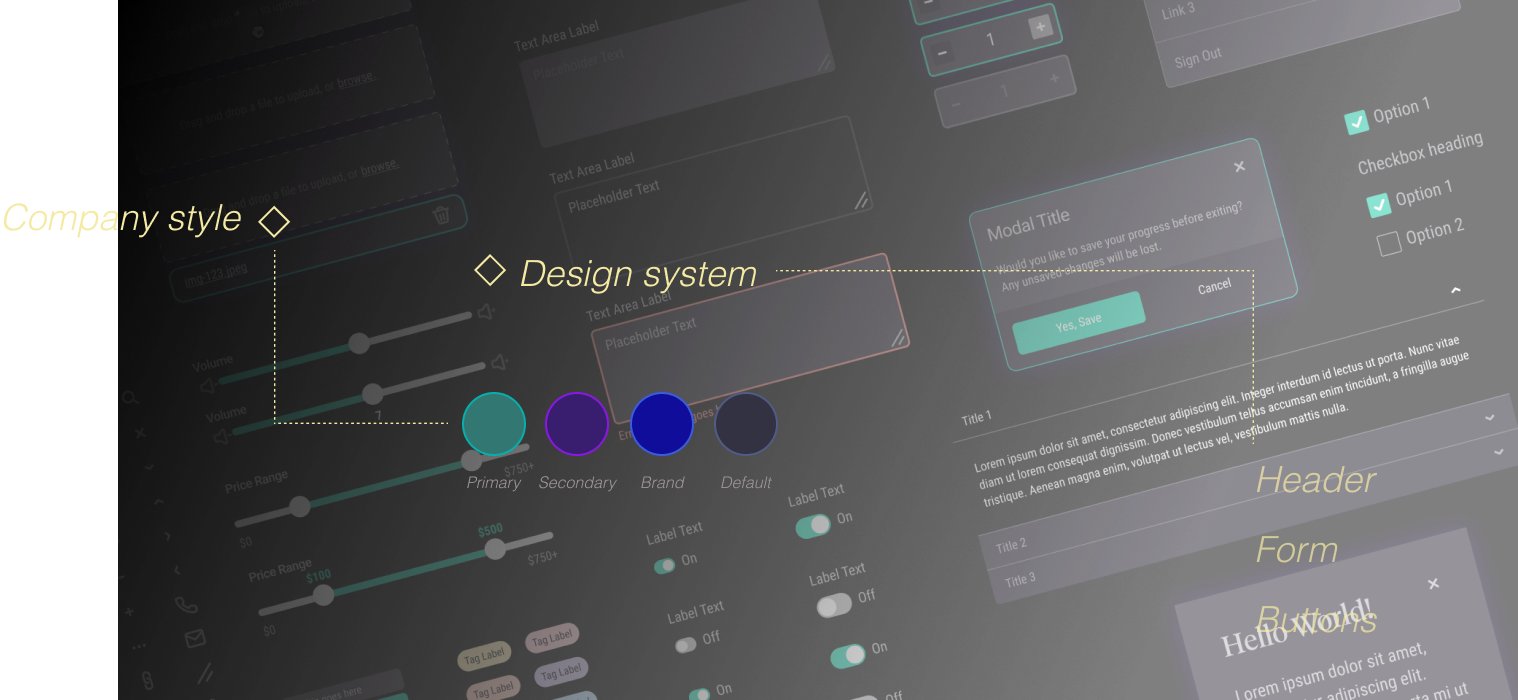 Link 3
Sign Out
1
1
Text Area Label
Placeholder Text
Drag and drop a file to upload, or browse.
and drop a file to upload, or browse.
img-123.jpeg
Text Area Label
Placeholder Text
Text Area Label
Placeholder Text
Option 1
Checkbox heading
Option 1
Option 2
Modal Title
Would you like to save your progress before exiting?
Any unsaved changes will be lost.
Yes, Save
Cancel
Company style
Design system
Volume
Volume
7
Primary
Secondary
Brand
Default
Price Range
$750+
$0
Price Range
$100
$500
$750+
$0
Title 1
Lorem ipsum dolor sit amet, consectetur adipiscing elit. Integer interdum id lectus ut porta. Nunc vitae
diam ut lorem consequat dignissim. Donec vestibulum tellus accumsan enim tincidunt, a fringilla augue
tristique. Aenean magna enim, volutpat ut lectus vel, vestibulum mattis nulla.
Title 2
Title 3
Header
Form
Buttons
Label Text
On
Label Text
Off
On
Label Text
On
Label Text
Off
On
Off
Tag Label
Tag Label
Tag Label
Tag Label
goes here
Hello World!
Lorem ipsum dolor sit amet,
adipiscing elit.